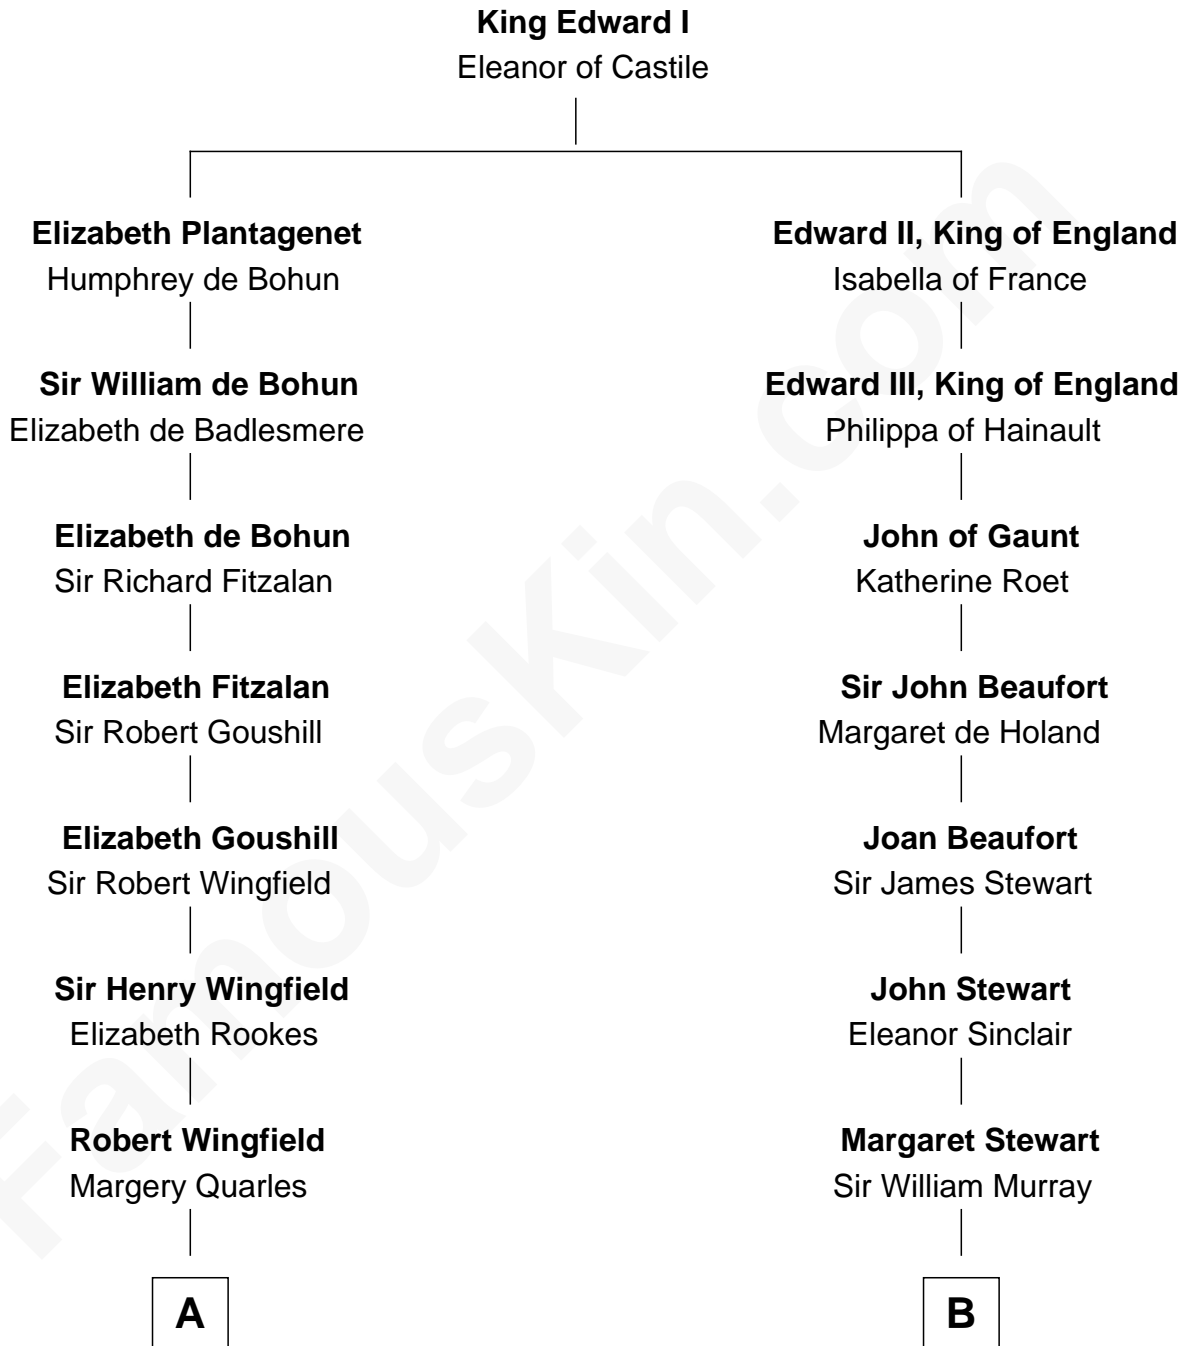 King Edward I
Eleanor of Castile
Elizabeth Plantagenet
Humphrey de Bohun
Edward II, King of England
Isabella of France
Sir William de Bohun
Elizabeth de Badlesmere
Edward III, King of England
Philippa of Hainault
Elizabeth de Bohun
Sir Richard Fitzalan
John of Gaunt
Katherine Roet
Elizabeth Fitzalan
Sir Robert Goushill
Sir John Beaufort
Margaret de Holand
Elizabeth Goushill
Sir Robert Wingfield
Joan Beaufort
Sir James Stewart
Sir Henry Wingfield
Elizabeth Rookes
John Stewart
Eleanor Sinclair
Robert Wingfield
Margery Quarles
Margaret Stewart
Sir William Murray
A
B
FamousKin.com